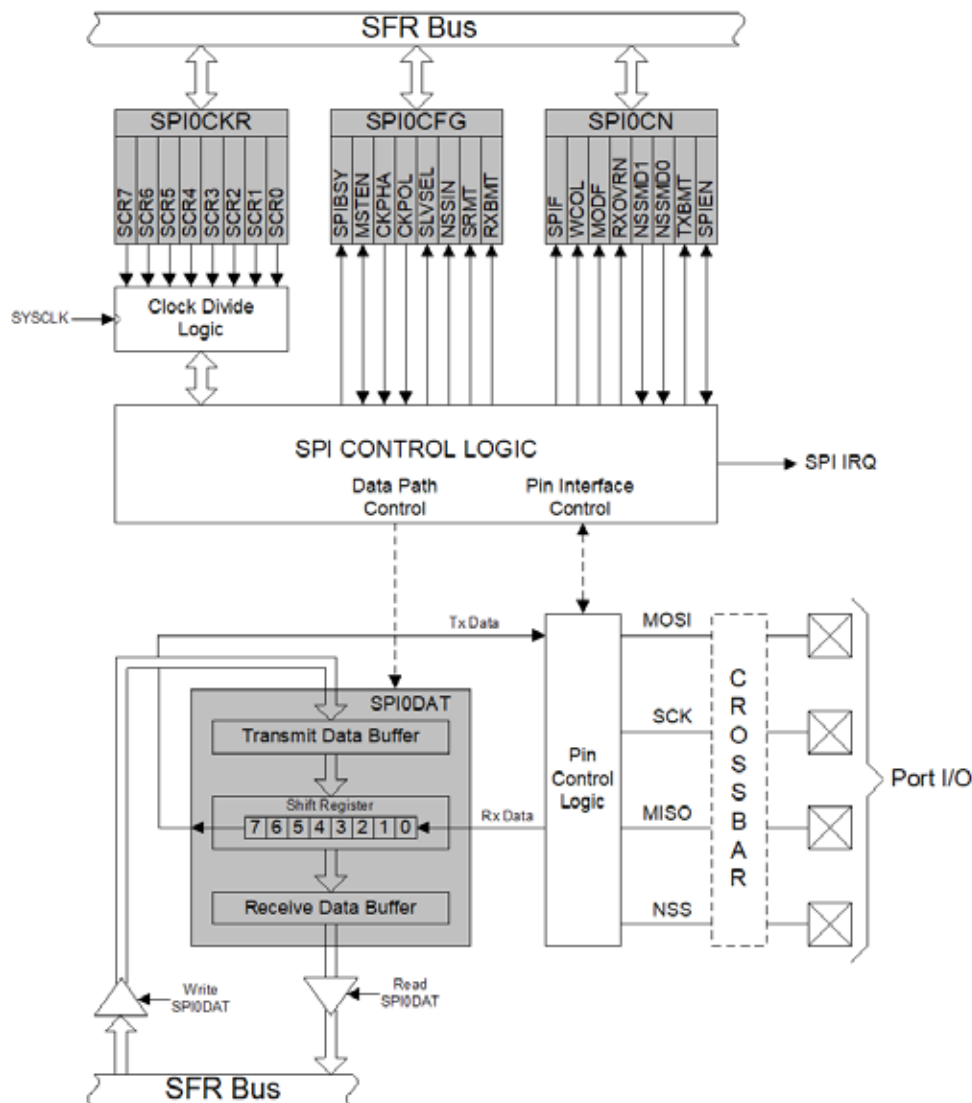 SFR Bus
SPI0CKR
SPI0CFG
SPI0CN
SCR7
SCR6
SCR5
SCR4
SCR3
SCR2
SCR1
SCR0
SPIBSY
MSTEN
CKPHA
CKPOL
SLVSEL
NSSIN
SRMT
RXBMT
SPIF
WCOL
MODF
RXOVRN
NSSMD1
NSSMD0
TXBMT
SPIEN
SYSCLK
Clock Divide
Logic
SPI CONTROL LOGIC
Data Path
Control
Pin Interface
Control
SPI IRQ
Tx Data
SPI0DAT
Transmit Data Buffer
Shift Register
7 6 5 4 3 2 1 0
Rx Data
Receive Data Buffer
Pin
Control
Logic
MOSI
SCK
MISO
NSS
CROSSBAR
Port I/O
Write
SPI0DAT
Read
SPI0DAT
SFR Bus